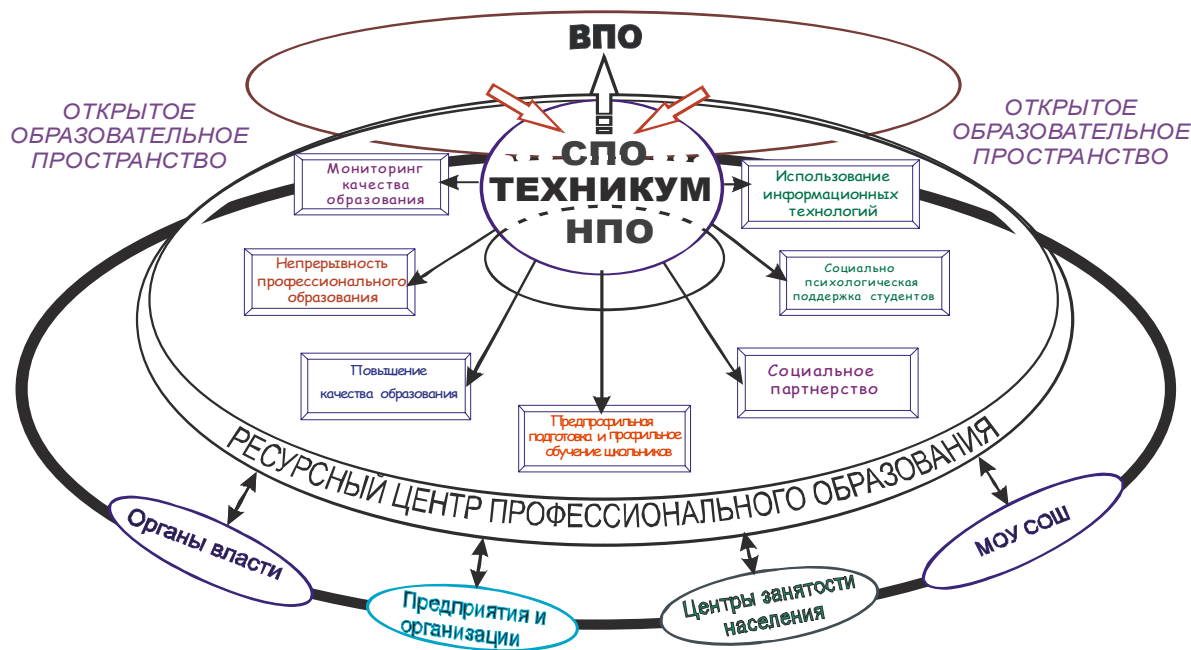 ВПО
ОТКРЫТОЕ
ОБРАЗОВАТЕЛЬНОЕ
ПРОСТРАНСТВО
ОТКРЫТОЕ
ОБРАЗОВАТЕЛЬНОЕ
ПРОСТРАНСТВО
СПО
ТЕХНИКУМ
НПО
Мониторинг
качества
образования
Использование
информационных
технологий
Непрерывность
профессионального
образования
Социально
психологическая
поддержка студентов
Повышение
качества образования
Социальное
партнерство
Предпрофильная
подготовка и профильное
обучение школьников
РЕСУРСНЫЙ ЦЕНТР ПРОФЕССИОНАЛЬНОГО ОБРАЗОВАНИЯ
Органы власти
Предприятия и
организации
Центры занятости
населения
МОУ СОШ